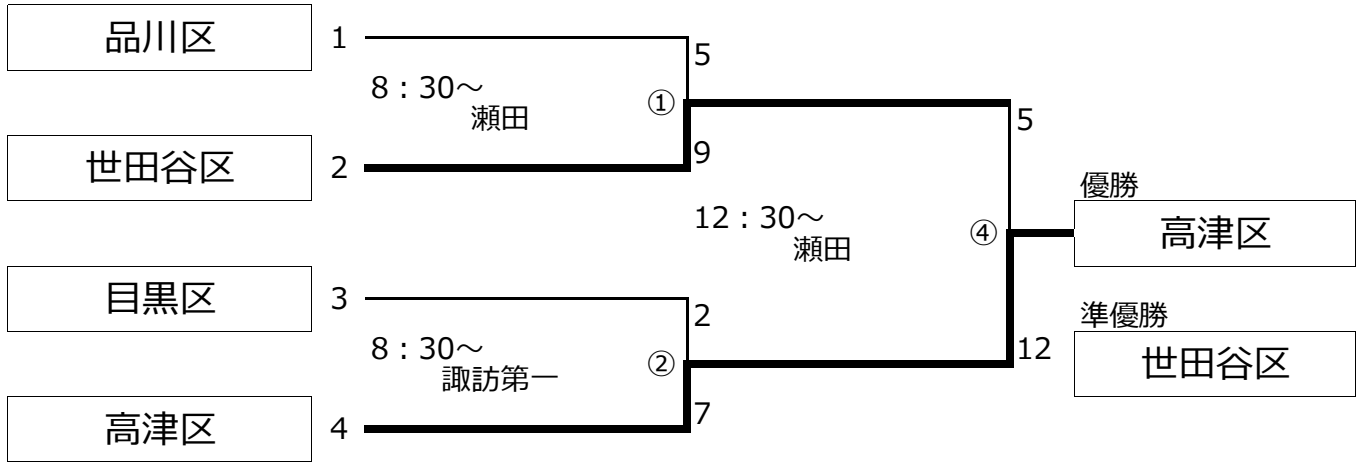 品川区
1
5
8：30～
瀬田
①
世田谷区
2
9
5
12：30～
瀬田
④
優勝
高津区
目黒区
3
2
準優勝
世田谷区
8：30～
諏訪第一
②
12
高津区
4
7